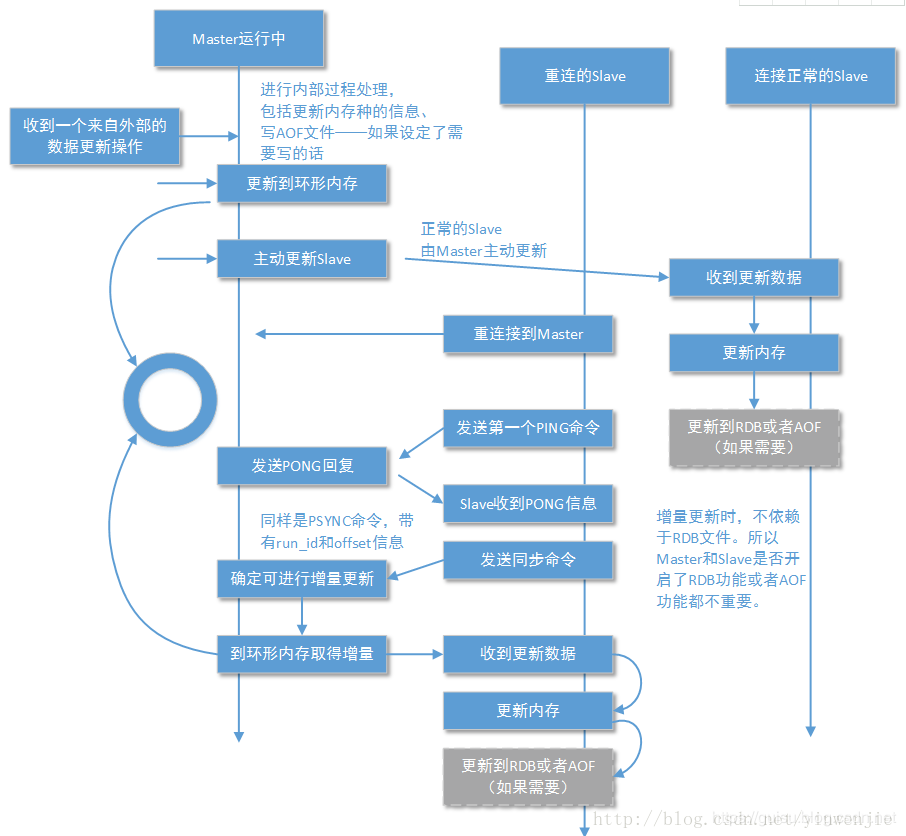 Master运行中
重连的Slave
连接正常的Slave
进行内部过程处理，
包括更新内存种的信息、
写AOF文件——如果设定了需
要写的话
收到一个来自外部的
数据更新操作
更新到环形内存
正常的Slave
由Master主动更新
主动更新Slave
收到更新数据
重连接到Master
更新内存
发送第一个PING命令
更新到RDB或者AOF
（如果需要）
发送PONG回复
Slave收到PONG信息
同样是PSYNC命令，带
有run_id和offset信息
增量更新时，不依赖
于RDB文件。所以
Master和Slave是否开
启了RDB功能或者AOF
功能都不重要。
发送同步命令
确定可进行增量更新
到环形内存取得增量
收到更新数据
更新内存
更新到RDB或者AOF
（如果需要）
http://blog.csdn.net/yinwenjie